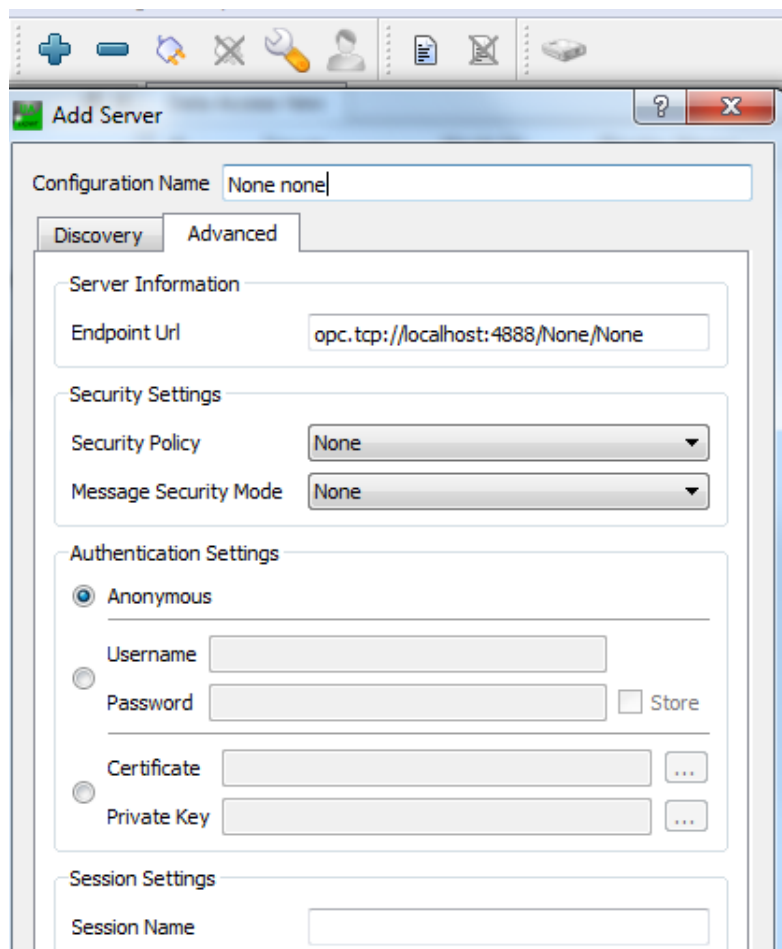 Add Server
Configuration Name None none
Discovery Advanced
Server Information
Endpoint Url opc.tcp://localhost:4888/None/None
Security Settings
Security Policy None
Message Security Mode None
Authentication Settings
Anonymous
Username
Password Store
Certificate ...
Private Key ...
Session Settings
Session Name